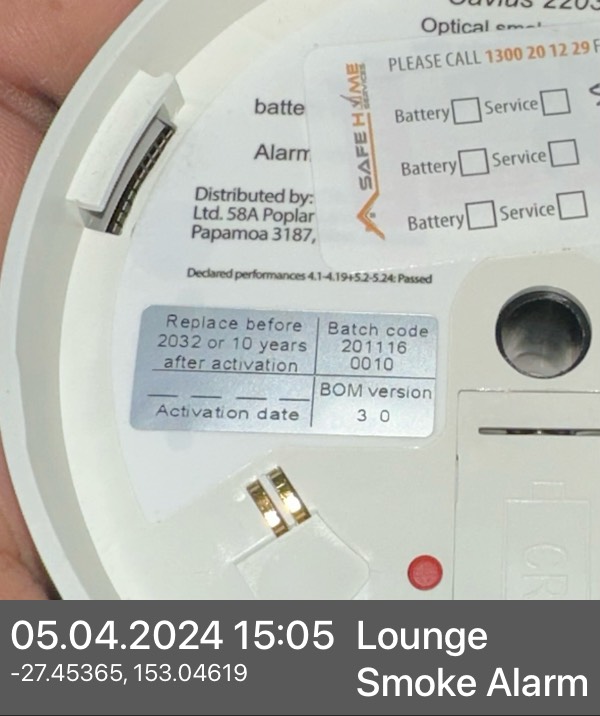 Cavius 2203
Optical
PLEASE CALL 1300 20 12 29
SAFE HOME
SERVICES
Battery Service
Battery Service
Battery Service
batte
Alarm
Distributed by:
Ltd. 58A Poplar
Papamoa 3187,
Declared performances 4.1-4.19+5.2-5.24: Passed
Replace before
2032 or 10 years
after activation
Activation date
Batch code
201116
0010
BOM version
3 0
CR
05.04.2024 15:05
-27.45365, 153.04619
Lounge
Smoke Alarm